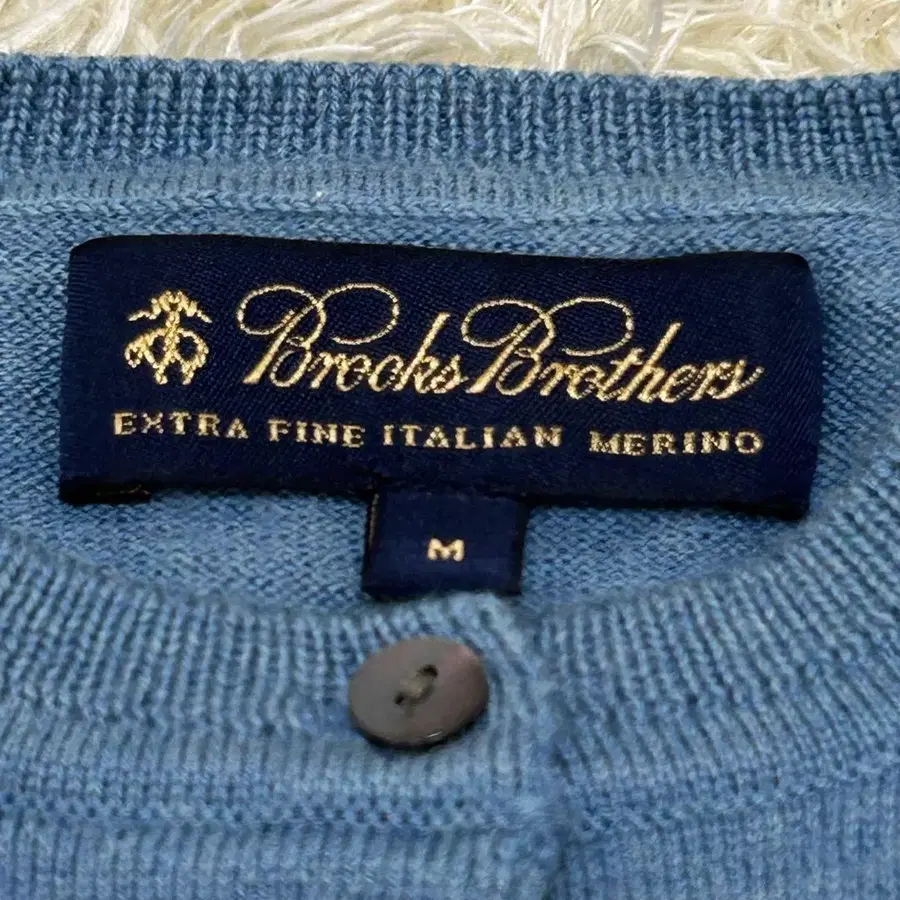 Brooks Brothers
EXTRA FINE ITALIAN MERINO
M